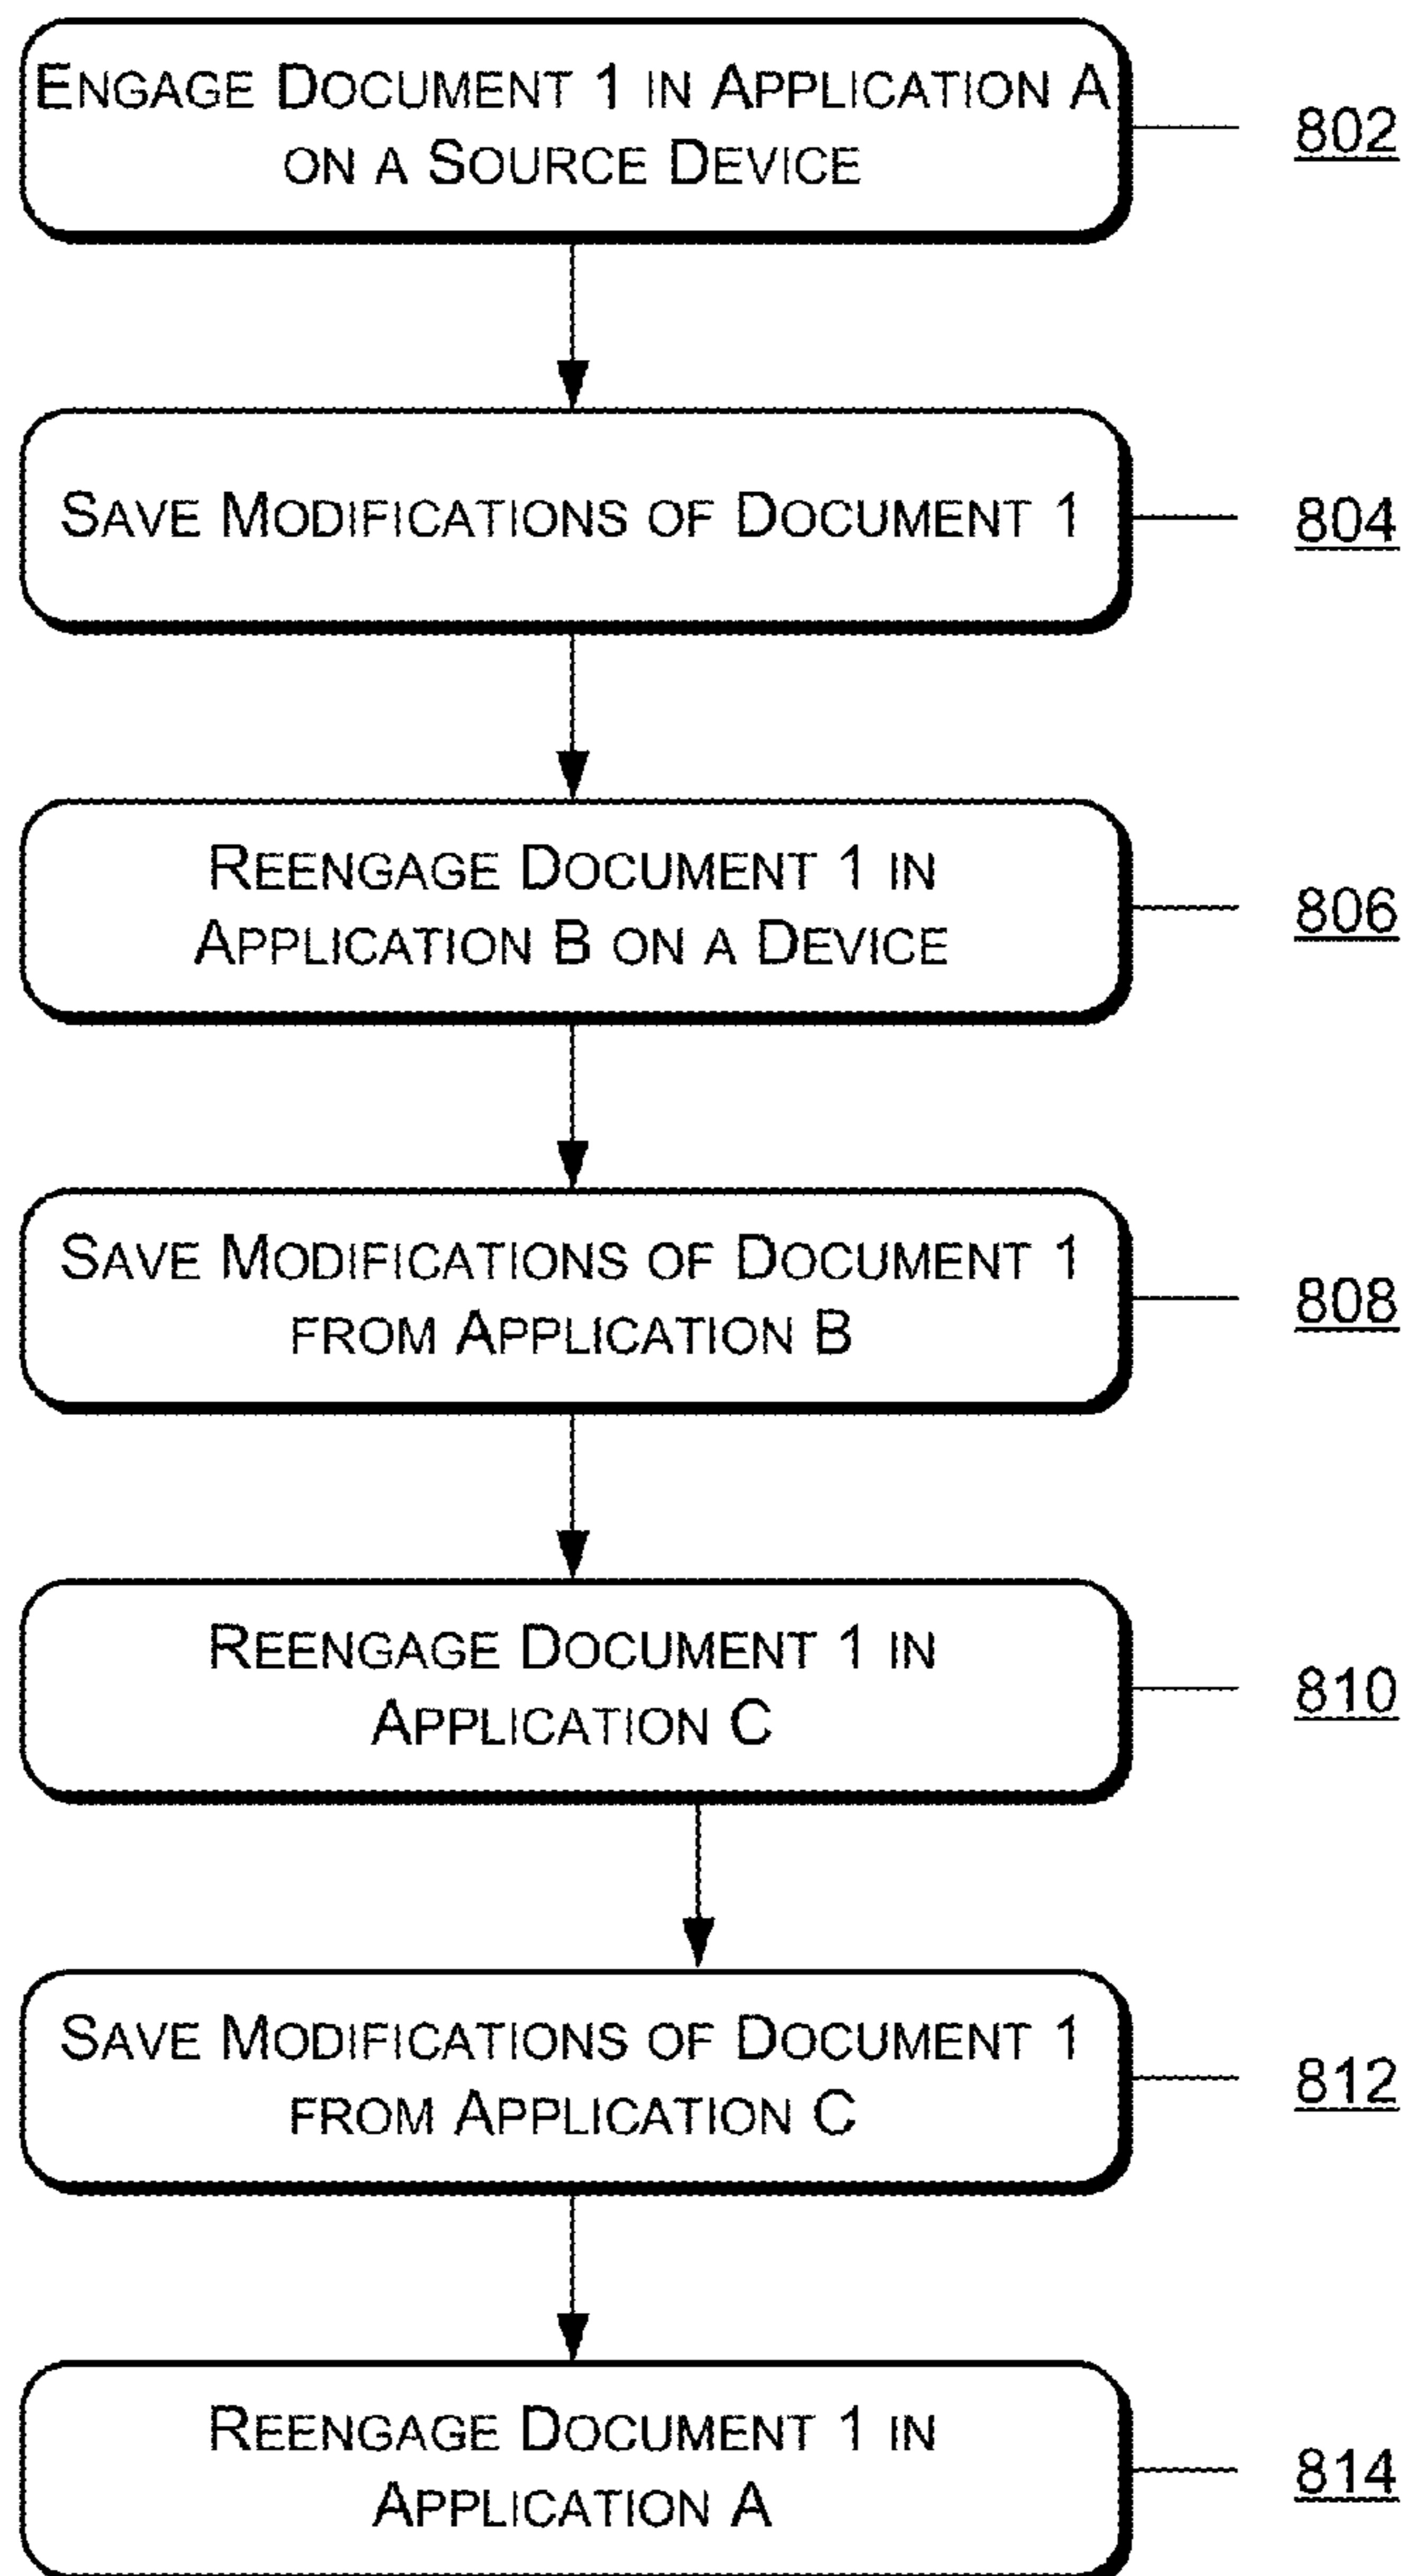 ENGAGE DOCUMENT 1 IN APPLICATION A
ON A SOURCE DEVICE
802
SAVE MODIFICATIONS OF DOCUMENT 1
804
REENGAGE DOCUMENT 1 IN
APPLICATION B ON A DEVICE
806
SAVE MODIFICATIONS OF DOCUMENT 1
FROM APPLICATION B
808
REENGAGE DOCUMENT 1 IN
APPLICATION C
810
SAVE MODIFICATIONS OF DOCUMENT 1
FROM APPLICATION C
812
REENGAGE DOCUMENT 1 IN
APPLICATION A
814